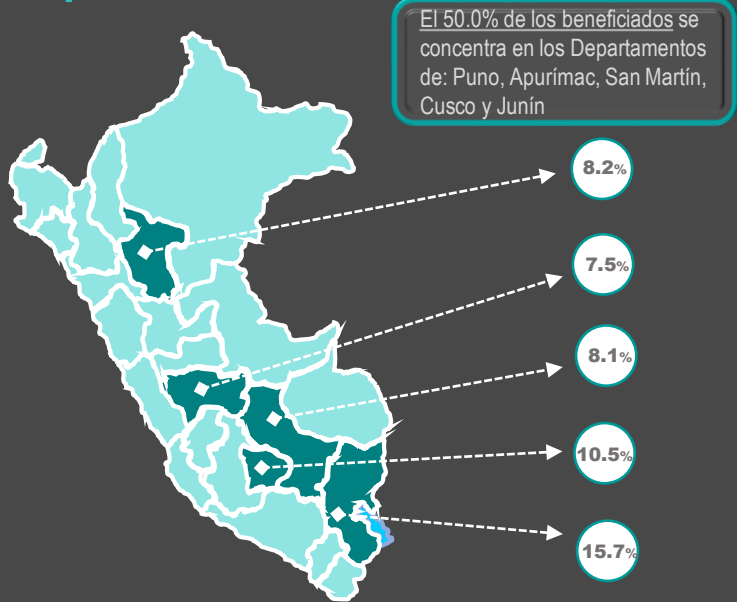 El 50.0% de los beneficiados se
concentra en los Departamentos
de: Puno, Apurímac, San Martín,
Cusco y Junín
8.2%
7.5%
8.1%
10.5%
15.7%